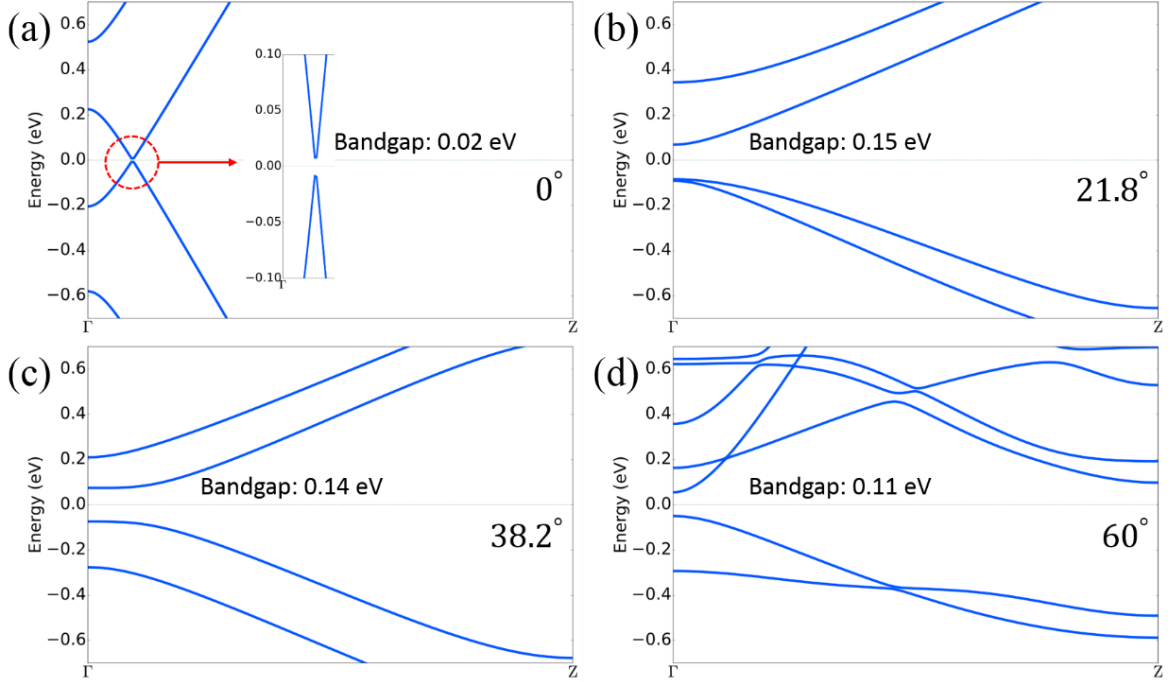 (a)
Energy (eV)
0.6
0.4
0.2
0.0
−0.2
−0.4
−0.6
Γ
Z
0.10
0.05
0.00
−0.05
−0.10
Γ
Bandgap: 0.02 eV
0°
(b)
Energy (eV)
0.6
0.4
0.2
0.0
−0.2
−0.4
−0.6
Γ
Z
Bandgap: 0.15 eV
21.8°
(c)
Energy (eV)
0.6
0.4
0.2
0.0
−0.2
−0.4
−0.6
Γ
Z
Bandgap: 0.14 eV
38.2°
(d)
Energy (eV)
0.6
0.4
0.2
0.0
−0.2
−0.4
−0.6
Γ
Z
Bandgap: 0.11 eV
60°